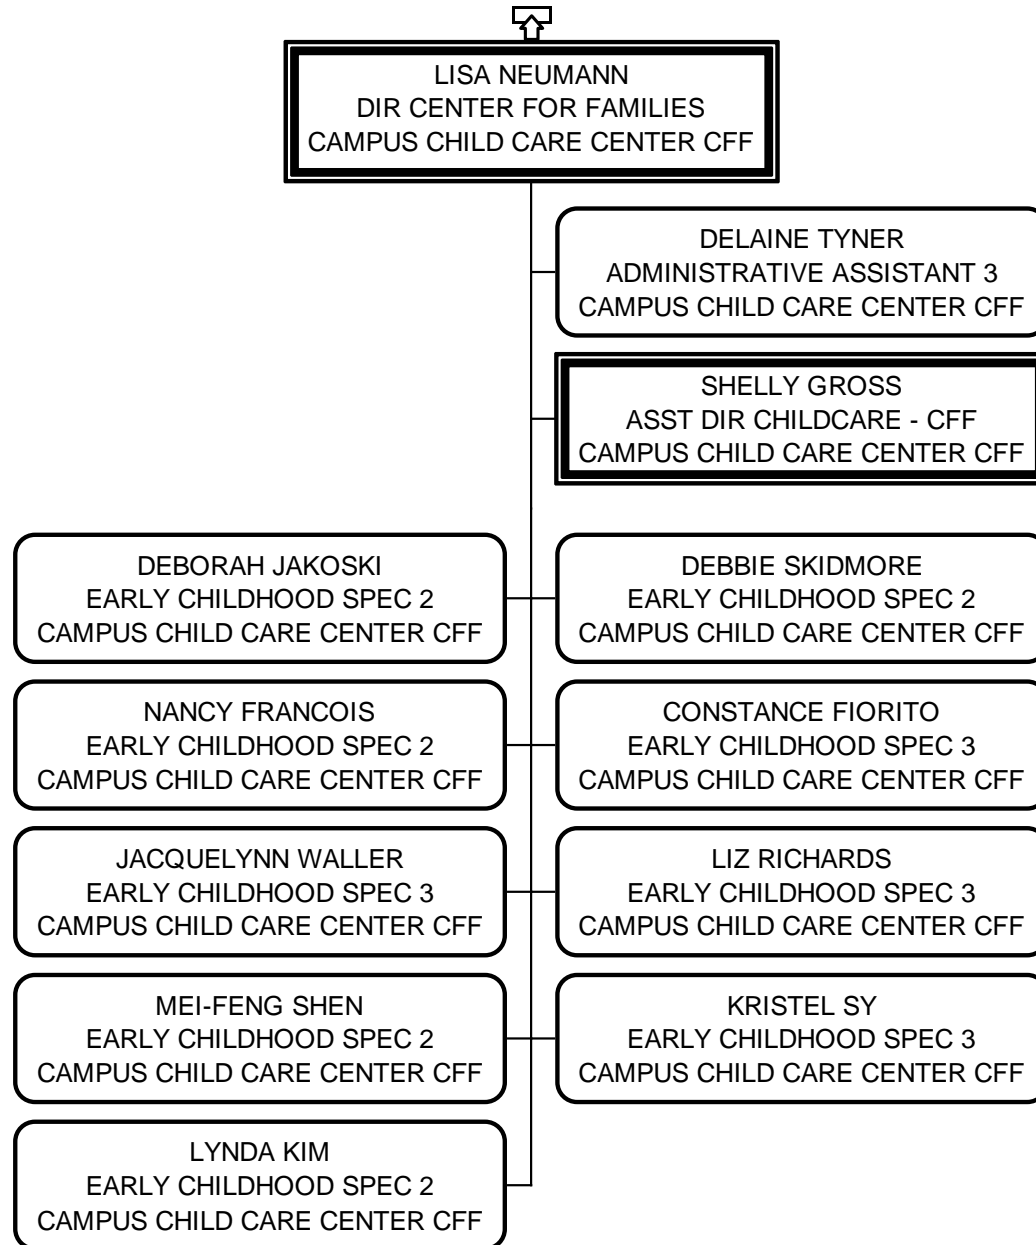 LISA NEUMANN
DIR CENTER FOR FAMILIES
CAMPUS CHILD CARE CENTER CFF
DELAINE TYNER
ADMINISTRATIVE ASSISTANT 3
CAMPUS CHILD CARE CENTER CFF
SHELLY GROSS
ASST DIR CHILDCARE - CFF
CAMPUS CHILD CARE CENTER CFF
DEBORAH JAKOSKI
EARLY CHILDHOOD SPEC 2
CAMPUS CHILD CARE CENTER CFF
DEBBIE SKIDMORE
EARLY CHILDHOOD SPEC 2
CAMPUS CHILD CARE CENTER CFF
NANCY FRANCOIS
EARLY CHILDHOOD SPEC 2
CAMPUS CHILD CARE CENTER CFF
CONSTANCE FIORITO
EARLY CHILDHOOD SPEC 3
CAMPUS CHILD CARE CENTER CFF
JACQUELYNN WALLER
EARLY CHILDHOOD SPEC 3
CAMPUS CHILD CARE CENTER CFF
LIZ RICHARDS
EARLY CHILDHOOD SPEC 3
CAMPUS CHILD CARE CENTER CFF
MEI-FENG SHEN
EARLY CHILDHOOD SPEC 2
CAMPUS CHILD CARE CENTER CFF
KRISTEL SY
EARLY CHILDHOOD SPEC 3
CAMPUS CHILD CARE CENTER CFF
LYNDA KIM
EARLY CHILDHOOD SPEC 2
CAMPUS CHILD CARE CENTER CFF